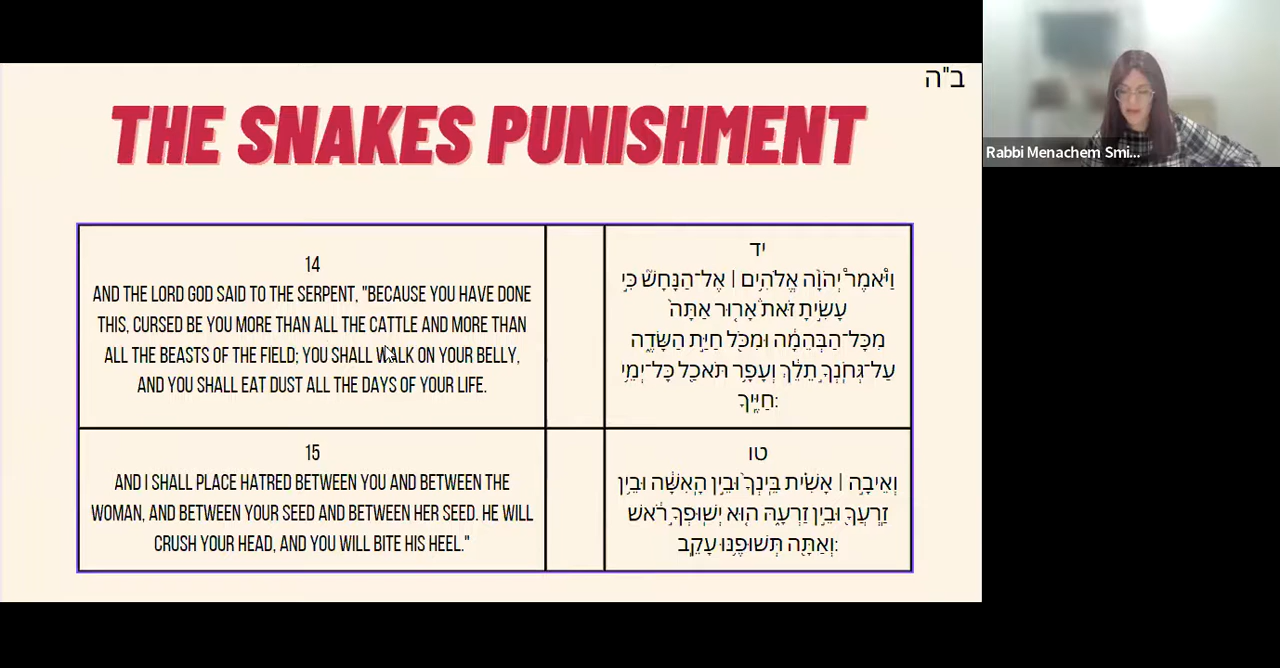 ב"ה
THE SNAKES PUNISHMENT
14
AND THE LORD GOD SAID TO THE SERPENT, "BECAUSE YOU HAVE DONE
THIS, CURSED BE YOU MORE THAN ALL THE CATTLE AND MORE THAN
ALL THE BEASTS OF THE FIELD; YOU SHALL WALK ON YOUR BELLY,
AND YOU SHALL EAT DUST ALL THE DAYS OF YOUR LIFE.
יד
וַיֹּ֩אמֶר֩ יְהֹוָ֨ה אֱלֹהִ֥ים | אֶל־הַנָּחָשׁ֘ כִּ֣י
עָשִׂ֣יתָ זֹּאת֒ אָר֤וּר אַתָּה֙
מִכָּל־הַבְּהֵמָ֔ה וּמִכֹּ֖ל חַיַּ֣ת הַשָּׂדֶ֑ה
עַל־גְּחֹֽנְךָ֣ תֵלֵ֔ךְ וְעָפָ֥ר תֹּאכַ֖ל כָּל־יְמֵ֥י
חַיֶּֽיךָ:
15
AND I SHALL PLACE HATRED BETWEEN YOU AND BETWEEN THE
WOMAN, AND BETWEEN YOUR SEED AND BETWEEN HER SEED. HE WILL
CRUSH YOUR HEAD, AND YOU WILL BITE HIS HEEL."
טו
וְאֵיבָ֣ה | אָשִׁ֗ית בֵּֽינְךָ֙ וּבֵ֣ין הָֽאִשָּׁ֔ה וּבֵ֥ין
זַרְעֲךָ֖ וּבֵ֣ין זַרְעָ֑הּ ה֚וּא יְשֽׁוּפְךָ֣ רֹ֔אשׁ
וְאַתָּ֖ה תְּשׁוּפֶ֥נּוּ עָקֵֽב:
Rabbi Menachem Smi...